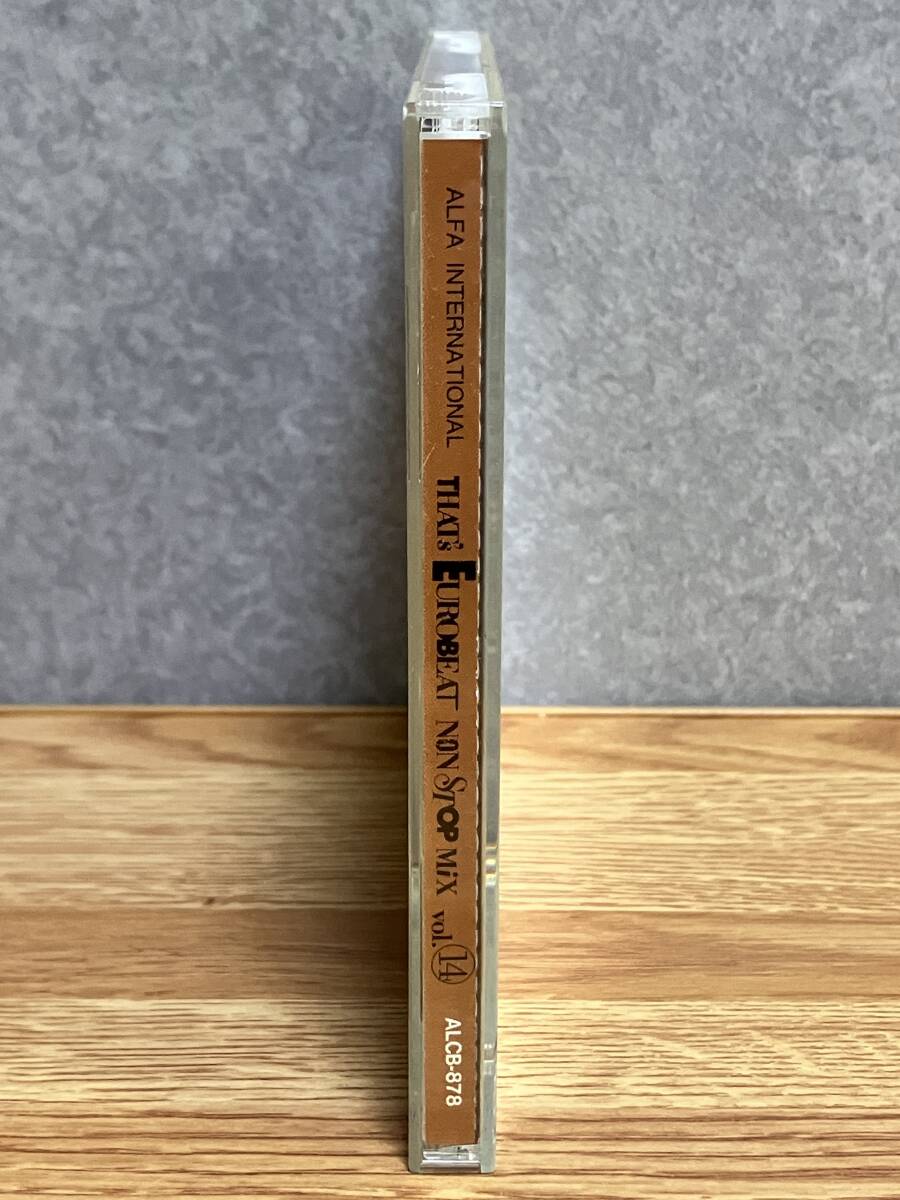 ALFA INTERNATIONAL THAT's EUROBEAT NON STOP MiX vol.⑭ ALCB-878